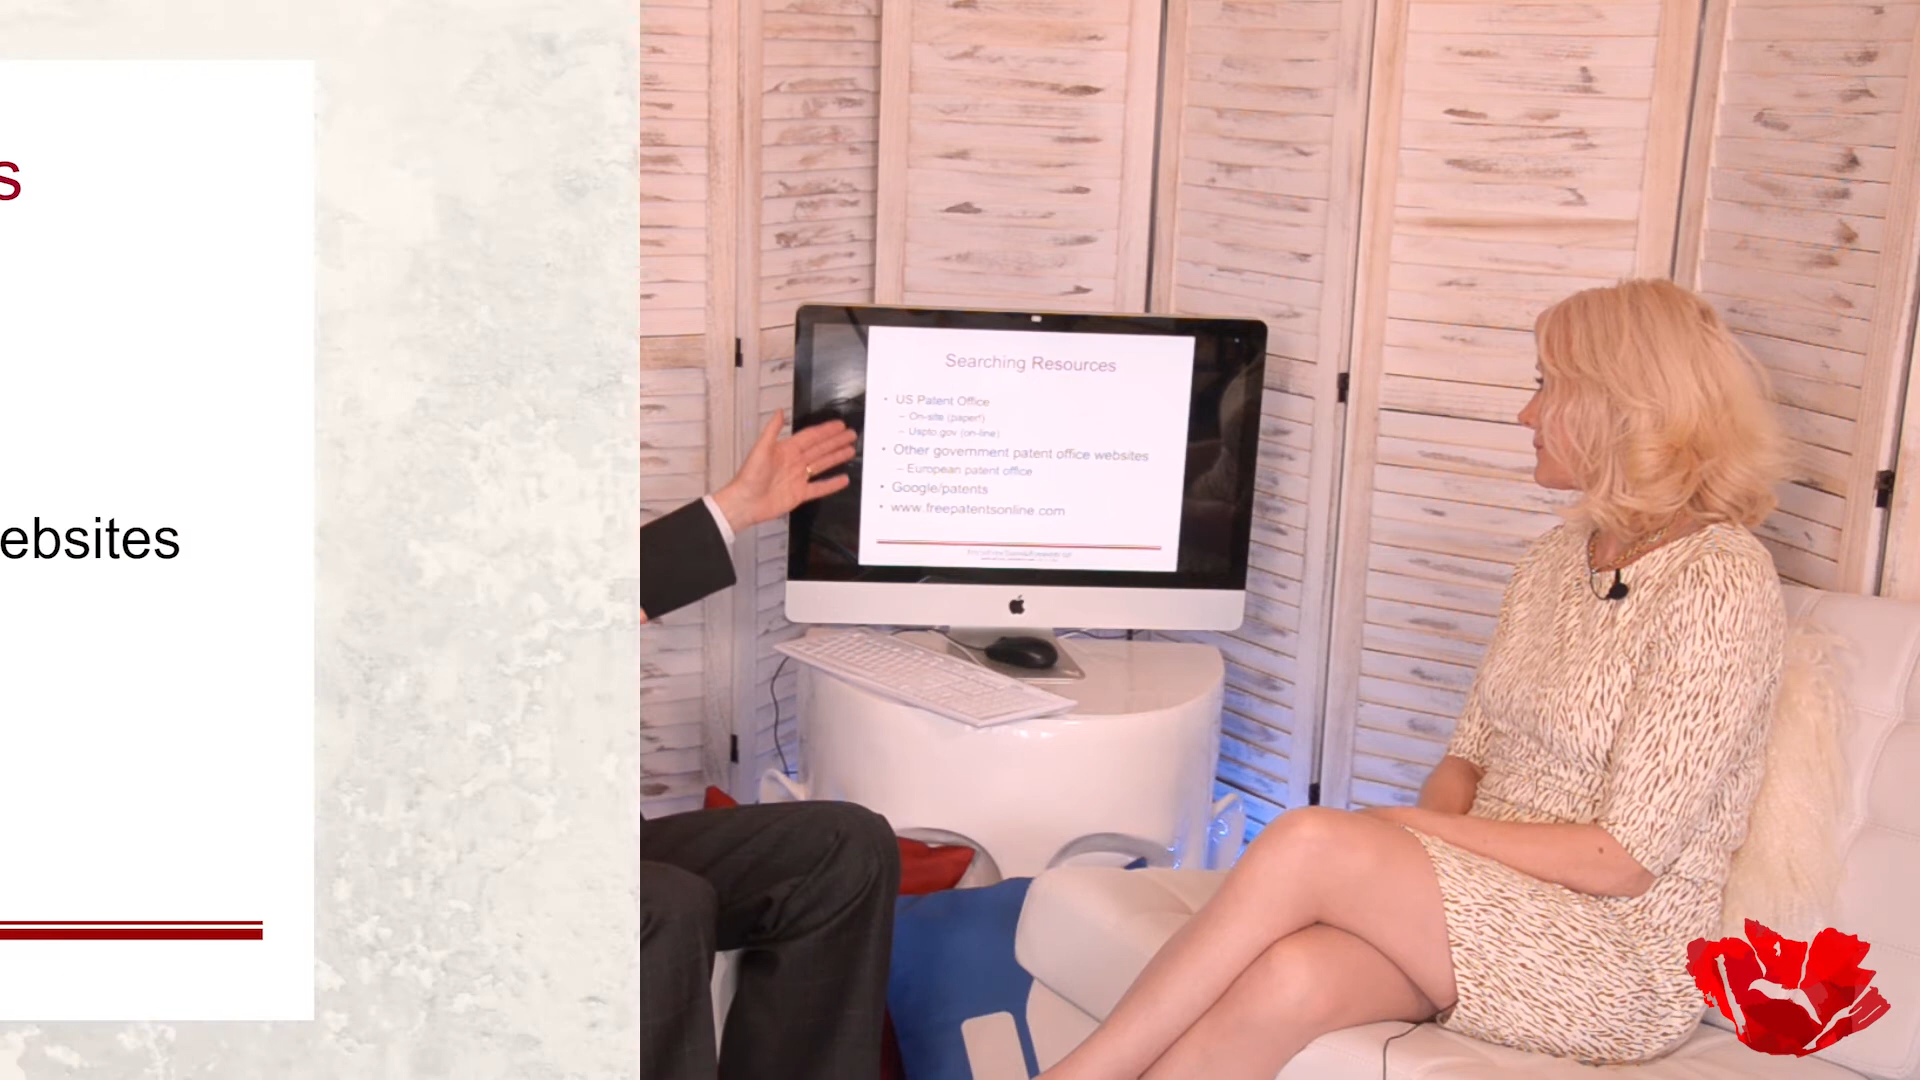 s
ebsites
Searching Resources
• US Patent Office
– On-site (paper*)
– Uspto.gov (on-line)
• Other government patent office websites
– European patent office
• Google/patents
• www.freepatentsonline.com